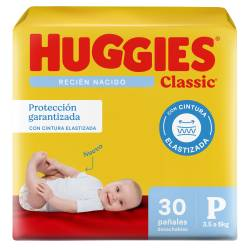 HUGGIES
RECIÉN NACIDO
Classic
Protección
garantizada
CON CINTURA ELASTIZADA
CON CINTURA
ELASTIZADA
Nuevo
30
pañales
desechables
P
3.5 a 6kg